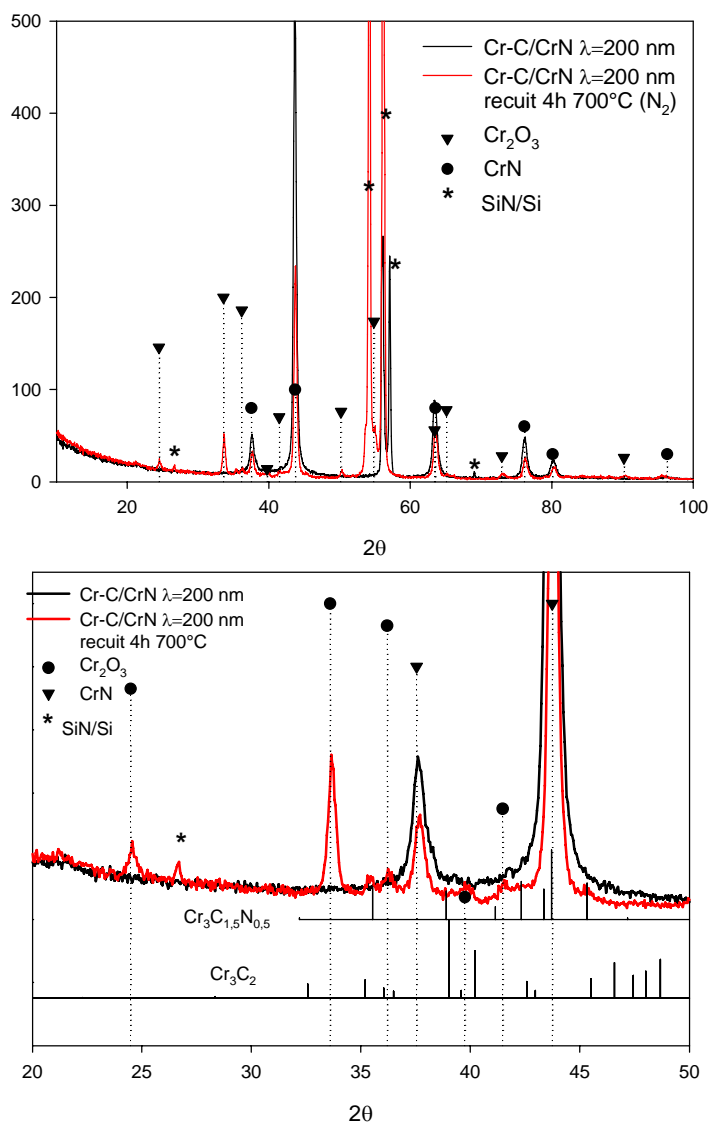 500
400
300
200
100
0
20
40
60
80
100
2θ
Cr-C/CrN λ=200 nm
Cr-C/CrN λ=200 nm
recuit 4h 700°C (N₂)
Cr₂O₃
CrN
* SiN/Si
*
*
*
*
*
Cr-C/CrN λ=200 nm
Cr-C/CrN λ=200 nm
recuit 4h 700°C
Cr₂O₃
CrN
* SiN/Si
*
Cr₃C₁,₅N₀,₅
Cr₃C₂
20
25
30
35
40
45
50
2θ